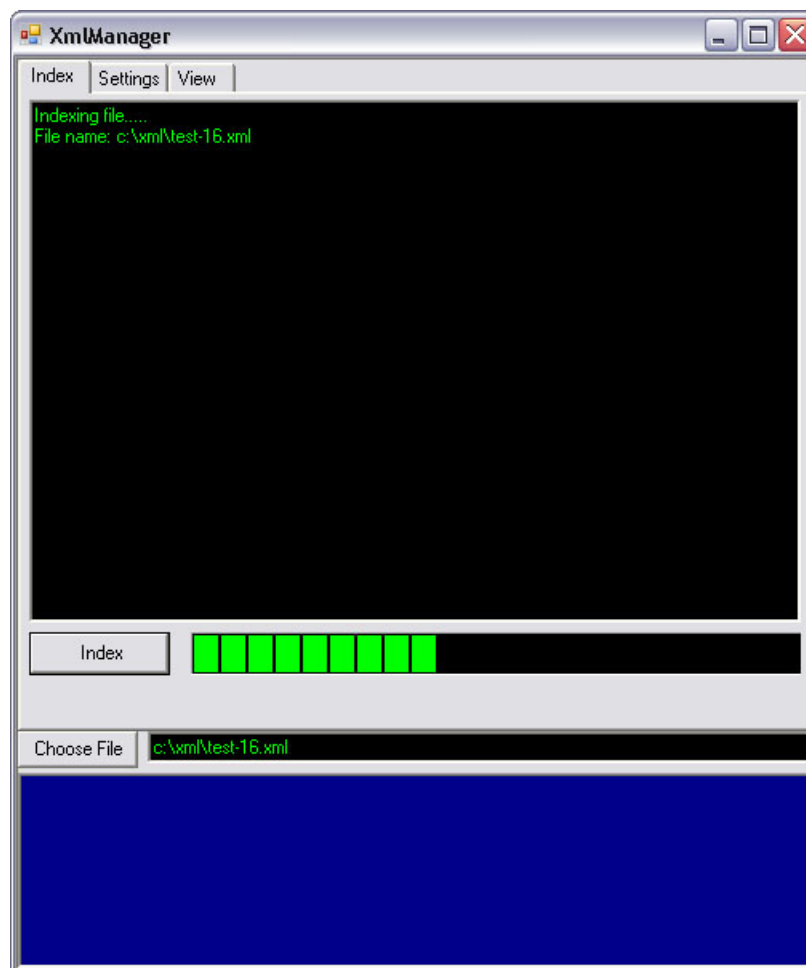 XmlManager
Index Settings View
Indexing file.....
File name: c:\xml\test-16.xml
Index
Choose File c:\xml\test-16.xml